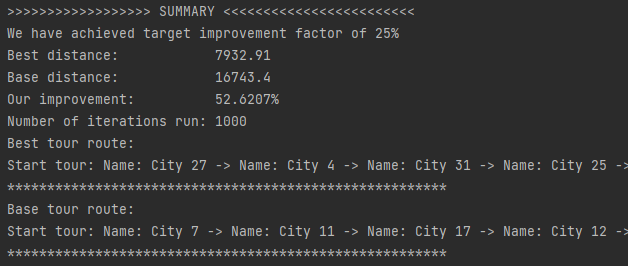 >>>>>>>>>>>>>>>>>> SUMMARY <<<<<<<<<<<<<<<<<<<<<<<<
We have achieved target improvement factor of 25%
Best distance:            7932.91
Base distance:            16743.4
Our improvement:          52.6207%
Number of iterations run: 1000
Best tour route:
Start tour: Name: City 27 -> Name: City 4 -> Name: City 31 -> Name: City 25 ->
*******************************************************
Base tour route:
Start tour: Name: City 7 -> Name: City 11 -> Name: City 17 -> Name: City 12 ->
*******************************************************